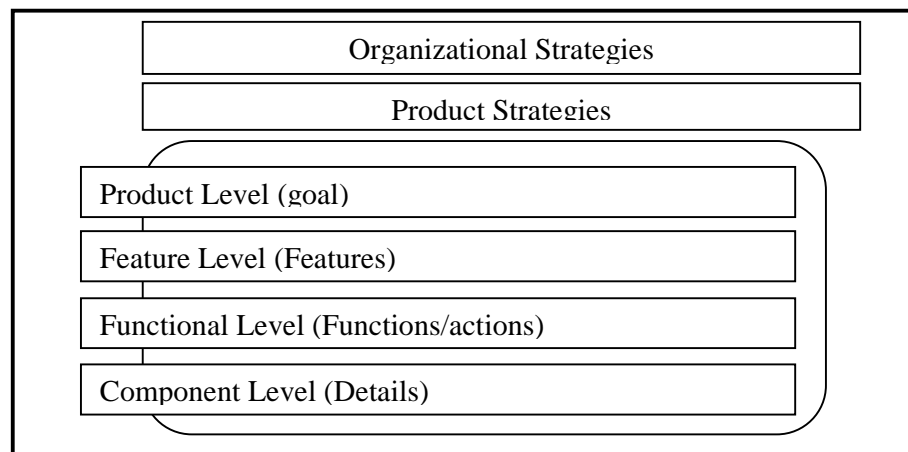 Organizational Strategies
Product Strategies
Product Level (goal)
Feature Level (Features)
Functional Level (Functions/actions)
Component Level (Details)